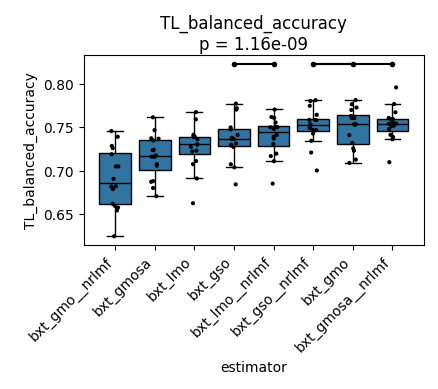 TL_balanced_accuracy
p = 1.16e-09
TL_balanced_accuracy
0.80
0.75
0.70
0.65
bxt_gmo__nrlmf
bxt_gmosa
bxt_lmo
bxt_gso
bxt_lmo__nrlmf
bxt_gso__nrlmf
bxt_gmo
bxt_gmosa__nrlmf
estimator